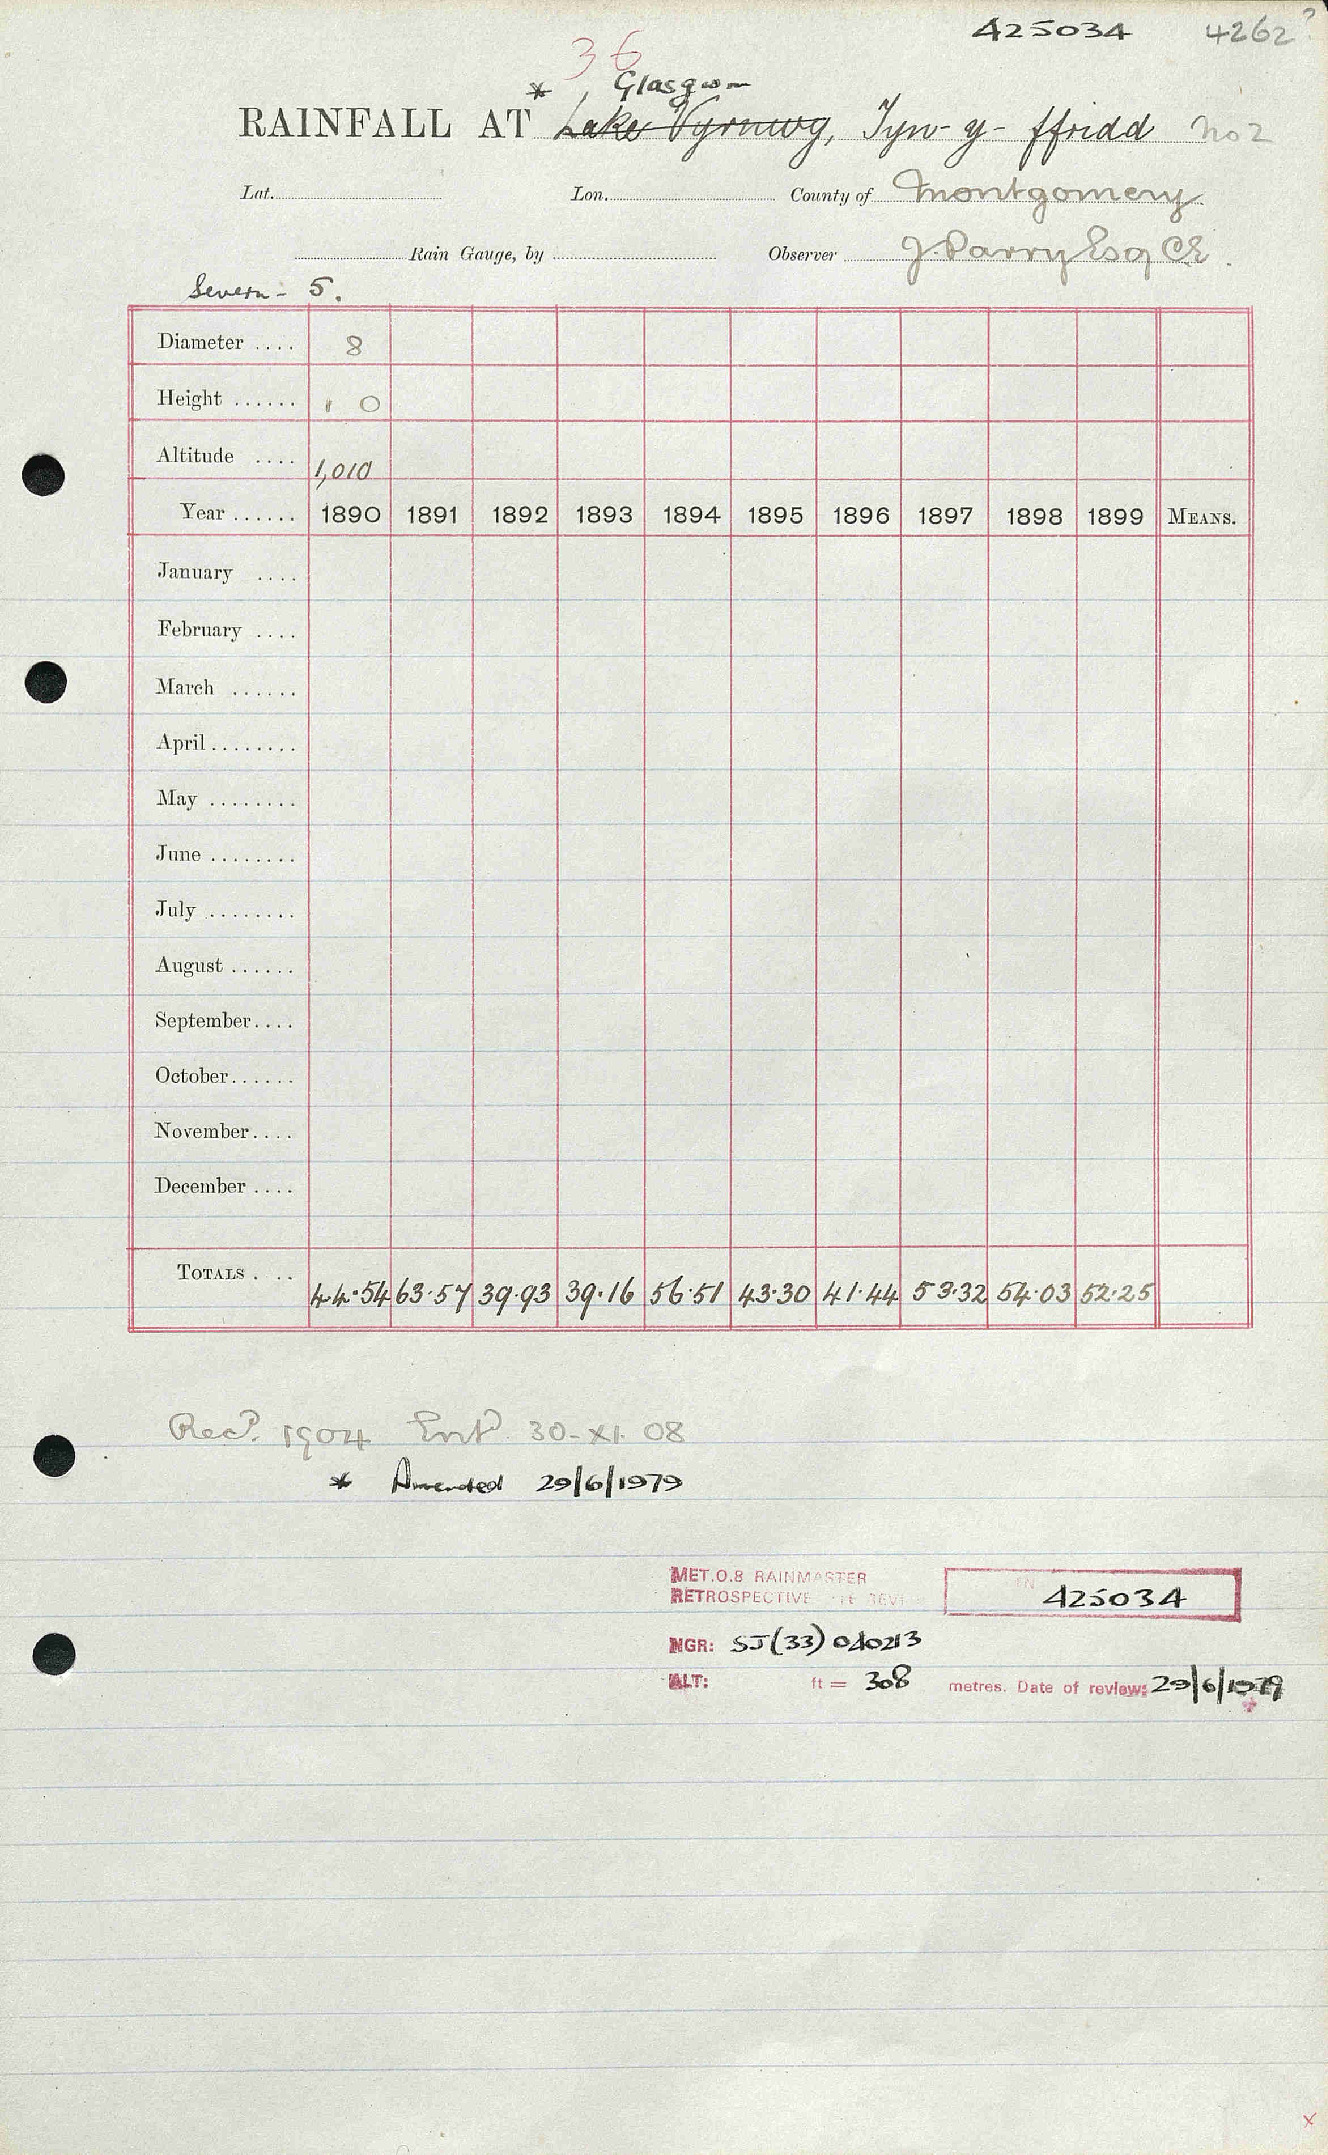 425034 4262?
36
* Glasgwm
RAINFALL AT Lake Vyrnwy, Tyn-y-ffridd No 2
Lat. Lon. County of Montgomery
Rain Gauge, by Observer J. Parry Esq CE.
Severn - 5.
Diameter .... 8
Height ...... 1 0
Altitude .... 1,010
Year ...... 1890 1891 1892 1893 1894 1895 1896 1897 1898 1899 MEANS.
January ....
February ....
March ......
April ........
May ........
June ........
July ........
August ......
September ....
October ......
November ....
December ....
TOTALS . .. 44.54 63.57 39.93 39.16 56.51 43.30 41.44 53.32 54.03 52.25
Recd. 1904 Entd. 30-XI.08
* Amended 29/6/1979
MET.O.8 RAINMASTER
RETROSPECTIVE 425034
NGR: SJ(33)
ALT: ft = 308 metres. Date of review: 29/6/1979
x